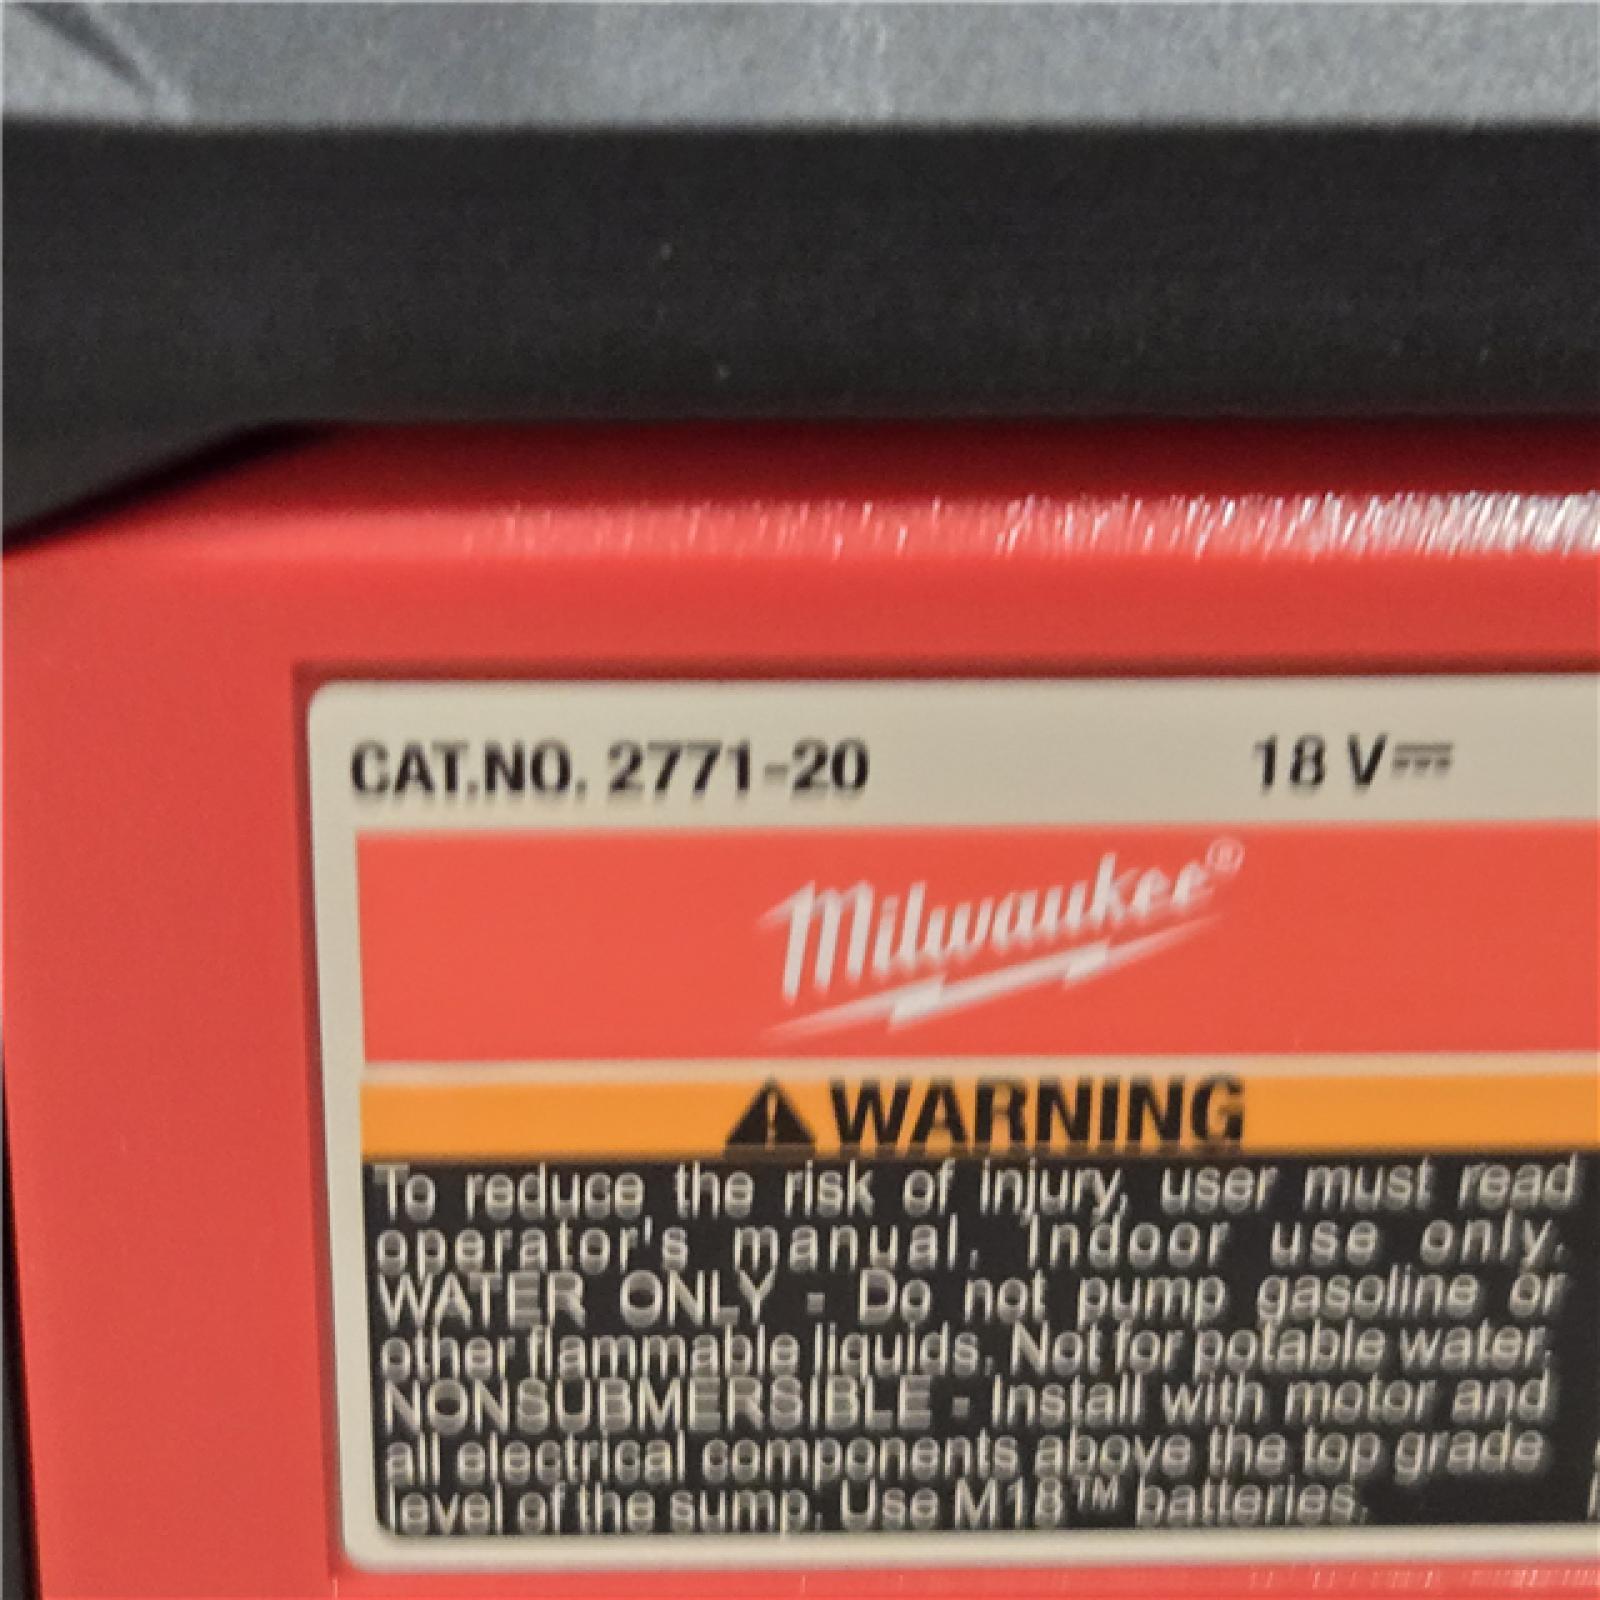 CAT.NO. 2771-20 18 V⎓
Milwaukee®
⚠WARNING
To reduce the risk of injury, user must read
operator's manual. Indoor use only.
WATER ONLY - Do not pump gasoline or
other flammable liquids. Not for potable water.
NONSUBMERSIBLE - Install with motor and
all electrical components above the top grade
level of the sump. Use M18™ batteries.